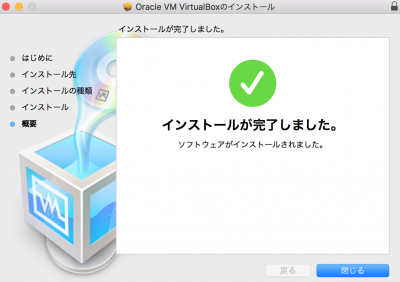 Oracle VM VirtualBoxのインストール
インストールが完了しました。
はじめに
インストール先
インストールの種類
インストール
概要
インストールが完了しました。
ソフトウェアがインストールされました。
戻る
閉じる